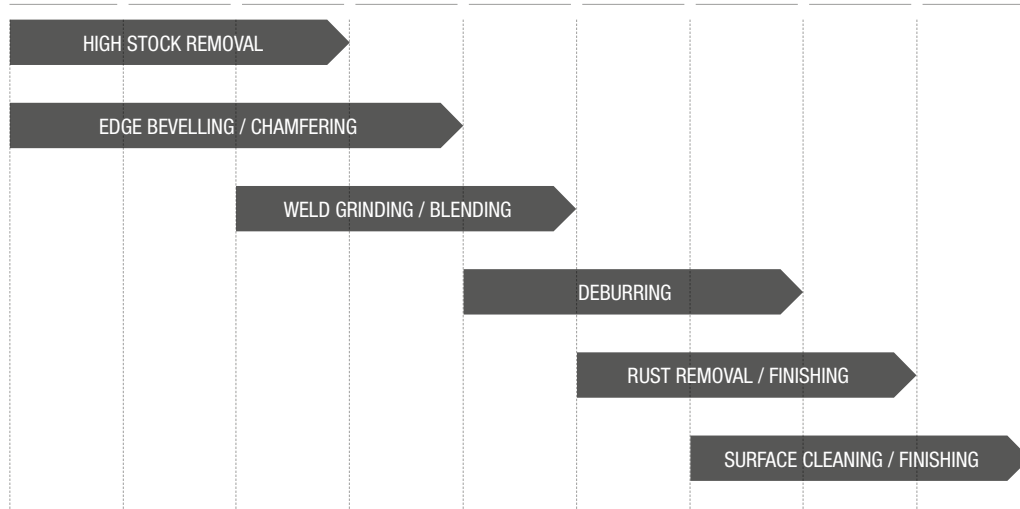 HIGH STOCK REMOVAL
EDGE BEVELLING / CHAMFERING
WELD GRINDING / BLENDING
DEBURRING
RUST REMOVAL / FINISHING
SURFACE CLEANING / FINISHING